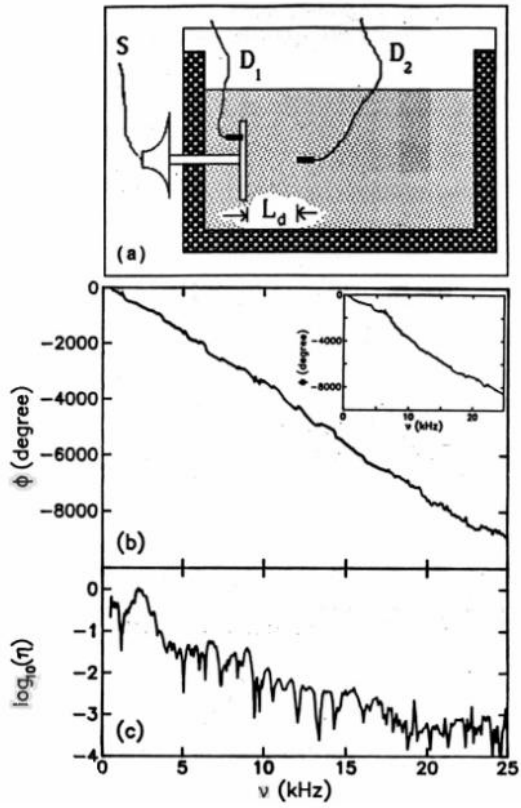 S
D1
D2
Ld
(a)
0
-2000
-4000
-6000
-8000
ϕ (degree)
(b)
0
-4000
-8000
ϕ (degree)
0
10
20
ν (kHz)
0
-1
-2
-3
-4
log10(η)
(c)
0
5
10
15
20
25
ν (kHz)